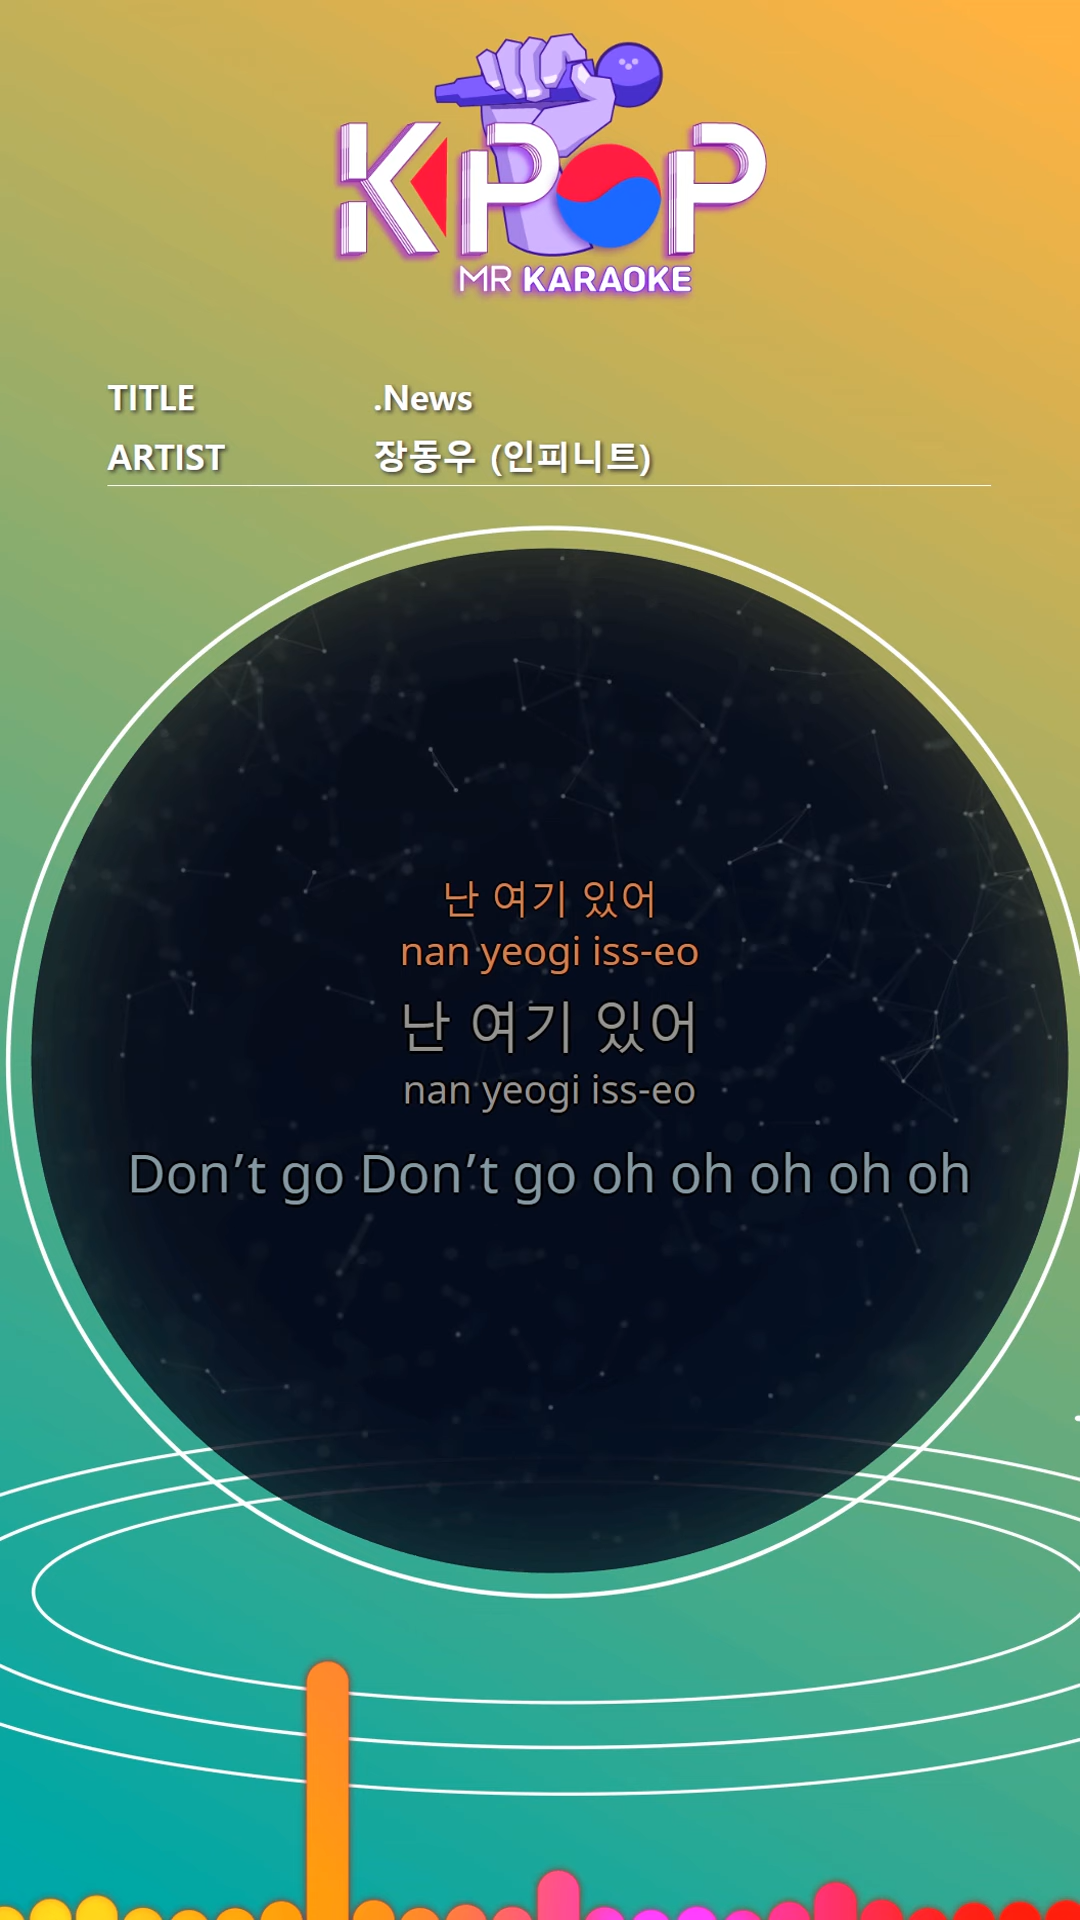 KPOP
MR KARAOKE
TITLE .News
ARTIST 장동우 (인피니트)
난 여기 있어
nan yeogi iss-eo
난 여기 있어
nan yeogi iss-eo
Don’t go Don’t go oh oh oh oh oh